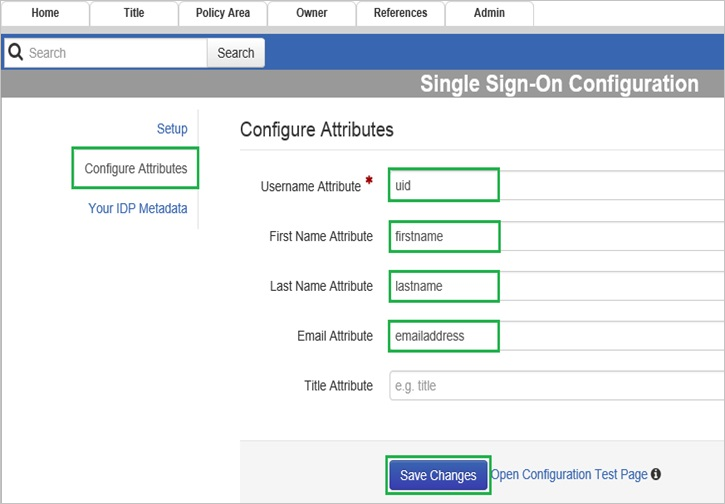 Home Title Policy Area Owner References Admin
Search Search
Single Sign-On Configuration
Setup
Configure Attributes
Your IDP Metadata
Configure Attributes
Username Attribute * uid
First Name Attribute firstname
Last Name Attribute lastname
Email Attribute emailaddress
Title Attribute e.g. title
Save Changes Open Configuration Test Page